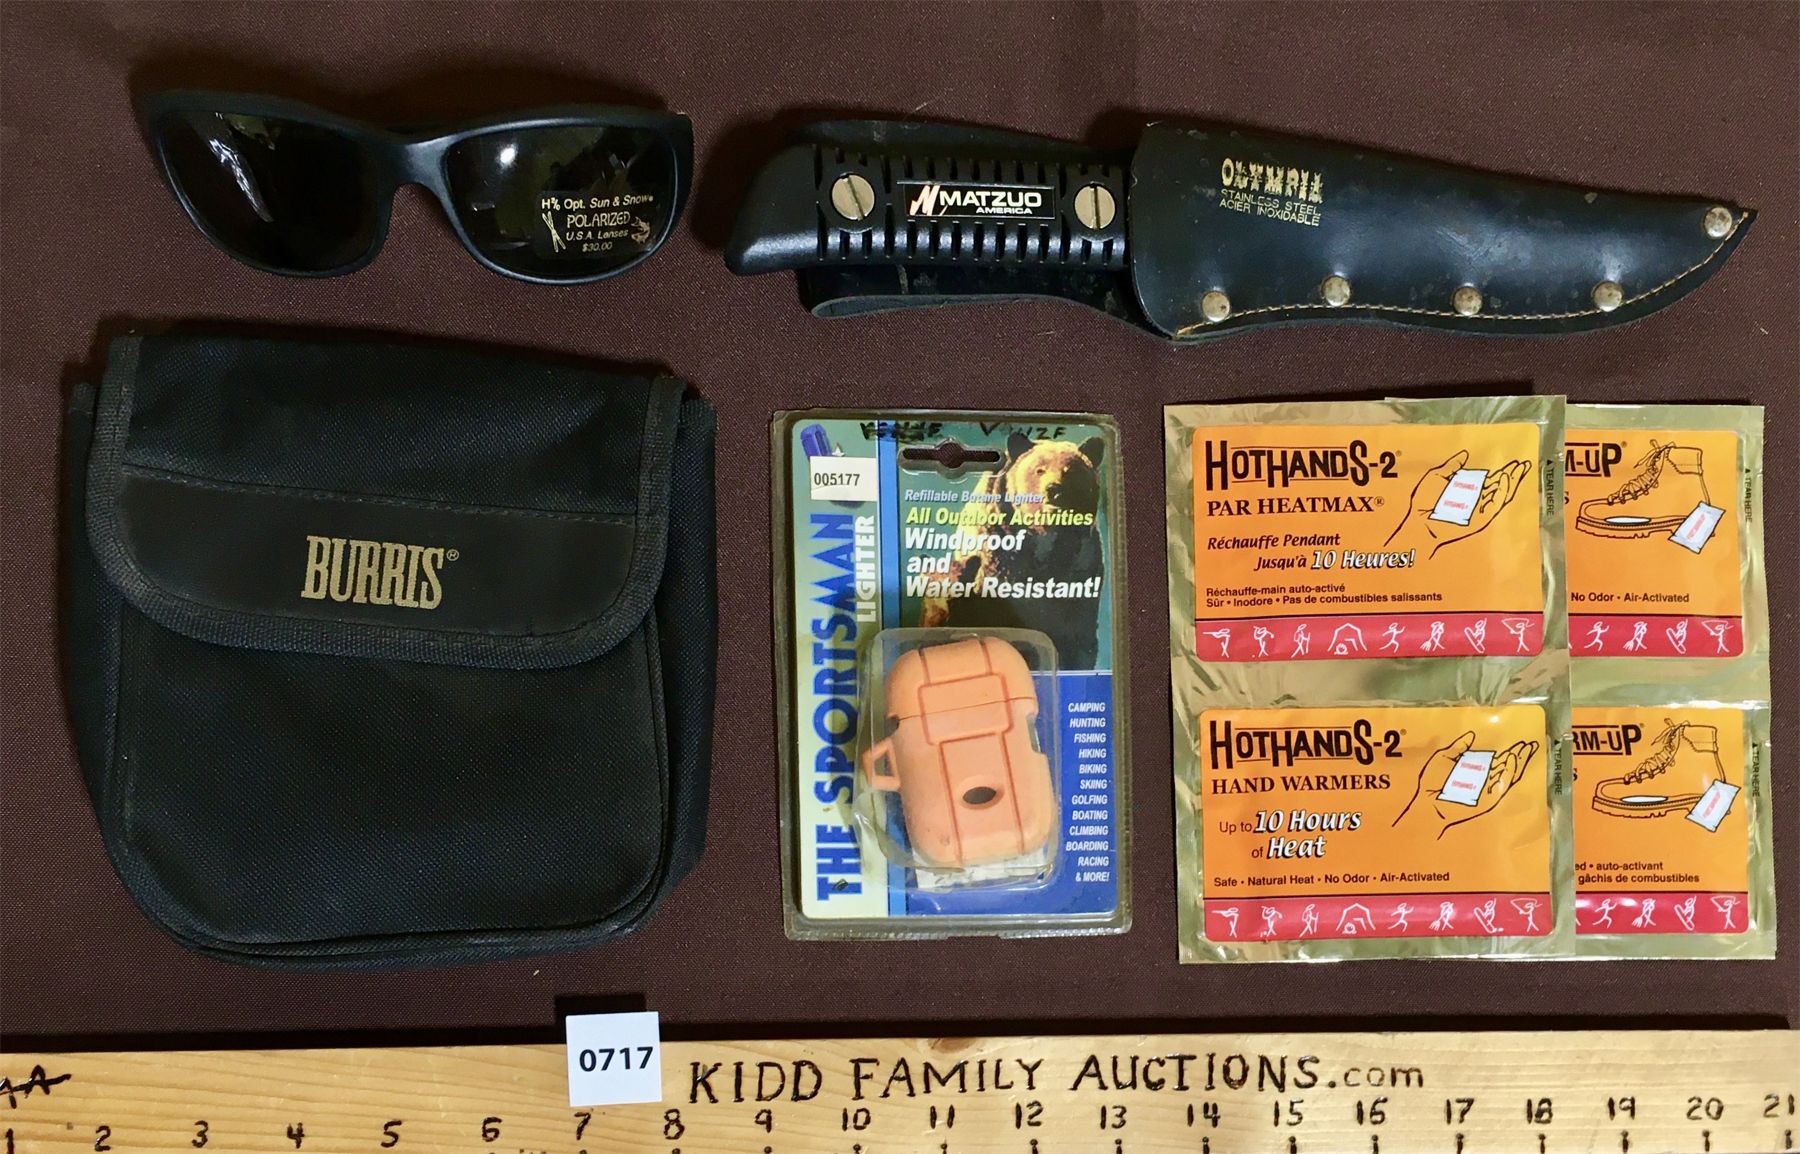 H²O Opt. Sun & Snow
POLARIZED
U.S.A. Lenses
$30.00
MATZUO
AMERICA
OLYMPIA
STAINLESS STEEL
ACIER INOXIDABLE
BURRIS®
005177
THE SPORTSMAN
LIGHTER
Refillable Butane Lighter
All Outdoor Activities
Windproof
and
Water Resistant!
CAMPING
HUNTING
FISHING
HIKING
BIKING
SKIING
GOLFING
BOATING
CLIMBING
BOARDING
RACING
& MORE!
HOTHANDS-2®
PAR HEATMAX®
Réchauffe Pendant
Jusqu'à 10 Heures!
Réchauffe-main auto-activé
Sûr • Inodore • Pas de combustibles salissants
TEAR HERE
M-UP®
No Odor • Air-Activated
TEAR HERE
HOTHANDS-2®
HAND WARMERS
Up to 10 Hours
of Heat
Safe • Natural Heat • No Odor • Air-Activated
TEAR HERE
RM-UP®
ed • auto-activant
gâchis de combustibles
TEAR HERE
0717
KIDD FAMILY AUCTIONS.com
1 2 3 4 5 6 7 8 9 10 11 12 13 14 15 16 17 18 19 20 21